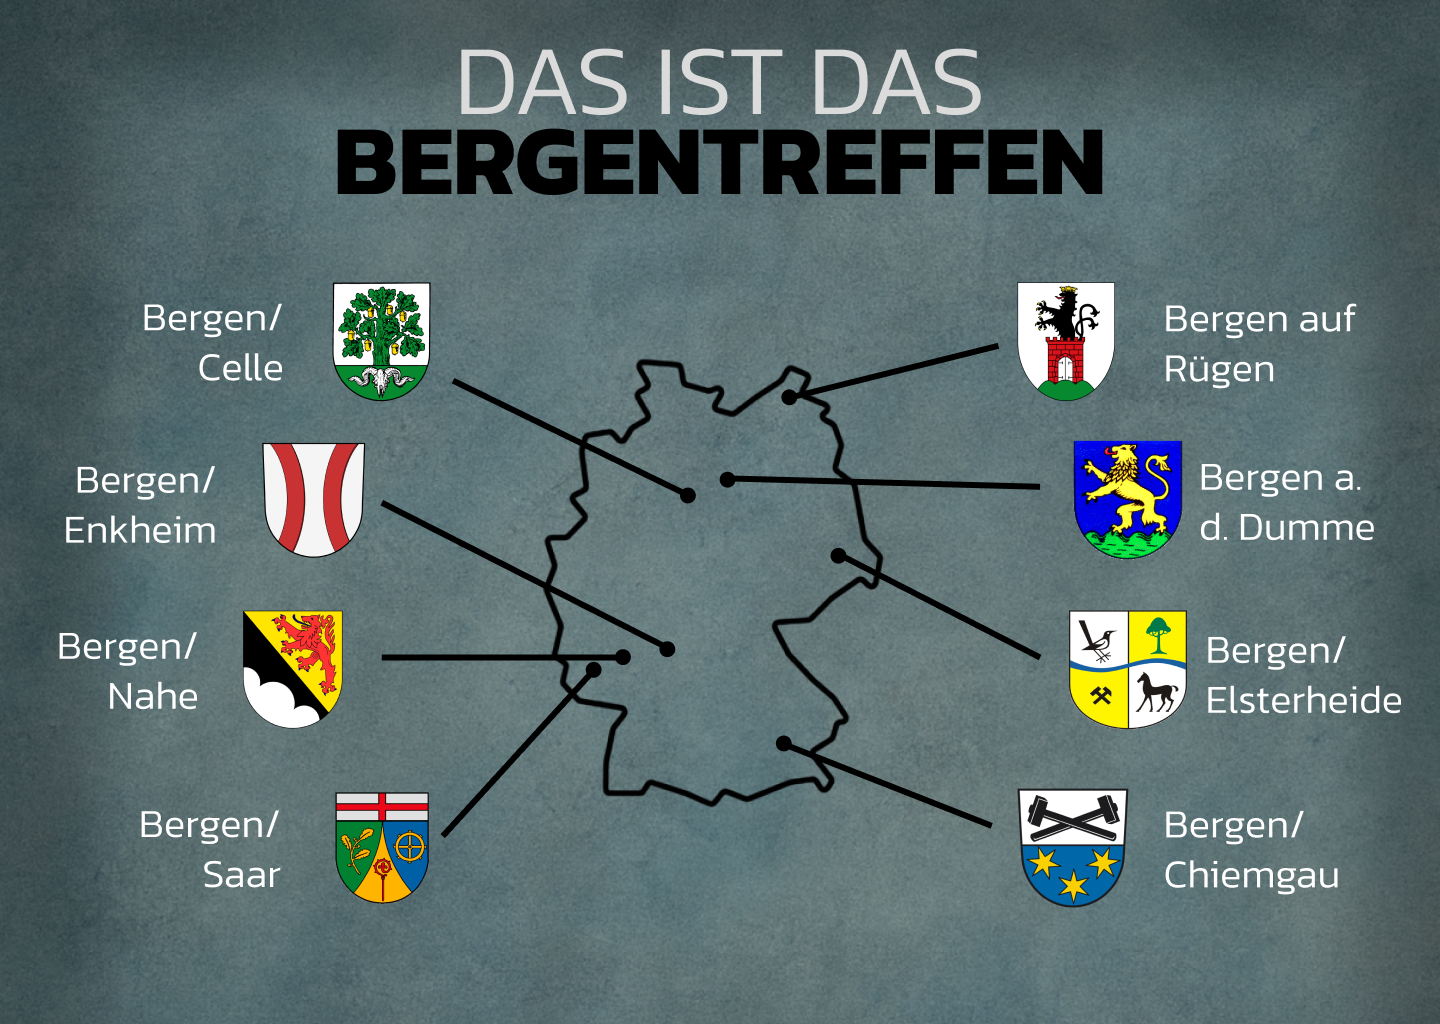 DAS IST DAS
BERGENTREFFEN
Bergen/
Celle
Bergen/
Enkheim
Bergen/
Nahe
Bergen/
Saar
Bergen auf
Rügen
Bergen a.
d. Dumme
Bergen/
Elsterheide
Bergen/
Chiemgau